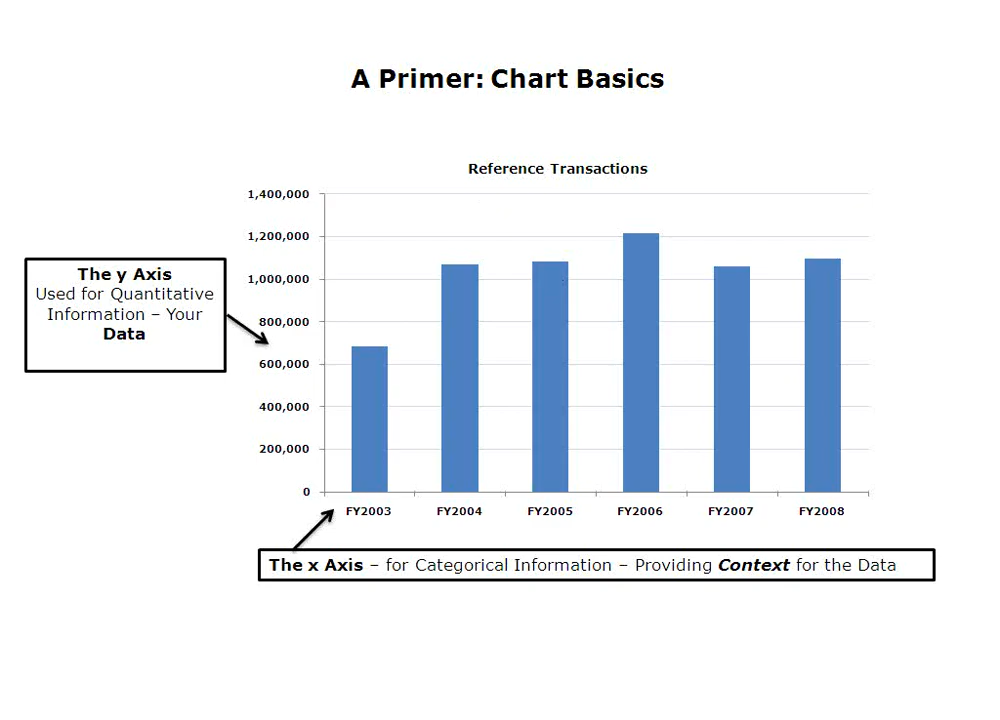 A Primer: Chart Basics
Reference Transactions
1,400,000
1,200,000
1,000,000
800,000
600,000
400,000
200,000
0
The y Axis
Used for Quantitative
Information – Your
Data
FY2003 FY2004 FY2005 FY2006 FY2007 FY2008
The x Axis – for Categorical Information – Providing Context for the Data